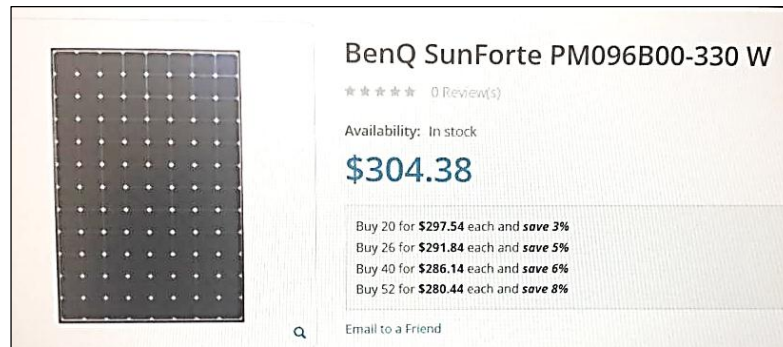 BenQ SunForte PM096B00-330 W
0 Review(s)
Availability: In stock
$304.38
Buy 20 for $297.54 each and save 3%
Buy 26 for $291.84 each and save 5%
Buy 40 for $286.14 each and save 6%
Buy 52 for $280.44 each and save 8%
Email to a Friend